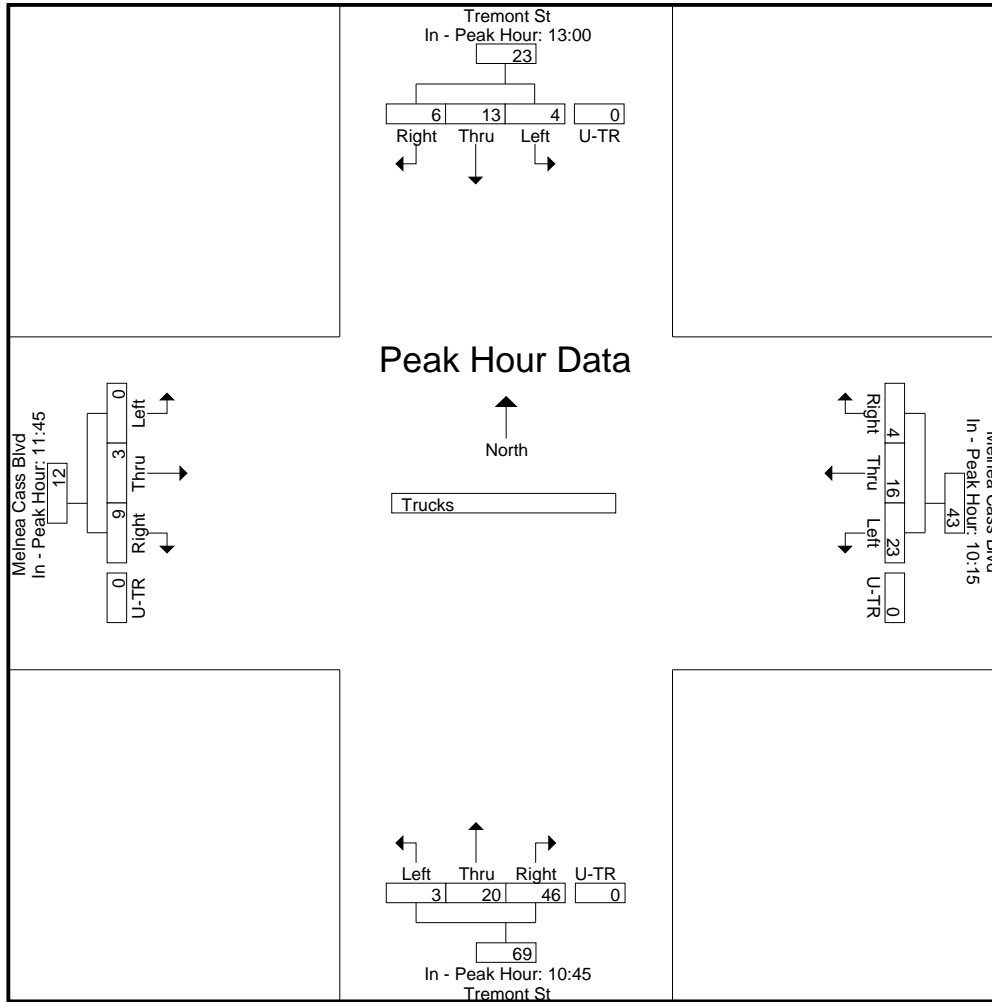 Tremont St
In - Peak Hour: 13:00
23
6 13 4 0
Right Thru Left U-TR
Peak Hour Data
North
Trucks
Melnea Cass Blvd
In - Peak Hour: 11:45
12
0 3 9 0
Left Thru Right U-TR
Melnea Cass Blvd
In - Peak Hour: 10:15
43
4 16 23 0
Right Thru Left U-TR
Left Thru Right U-TR
3 20 46 0
69
In - Peak Hour: 10:45
Tremont St